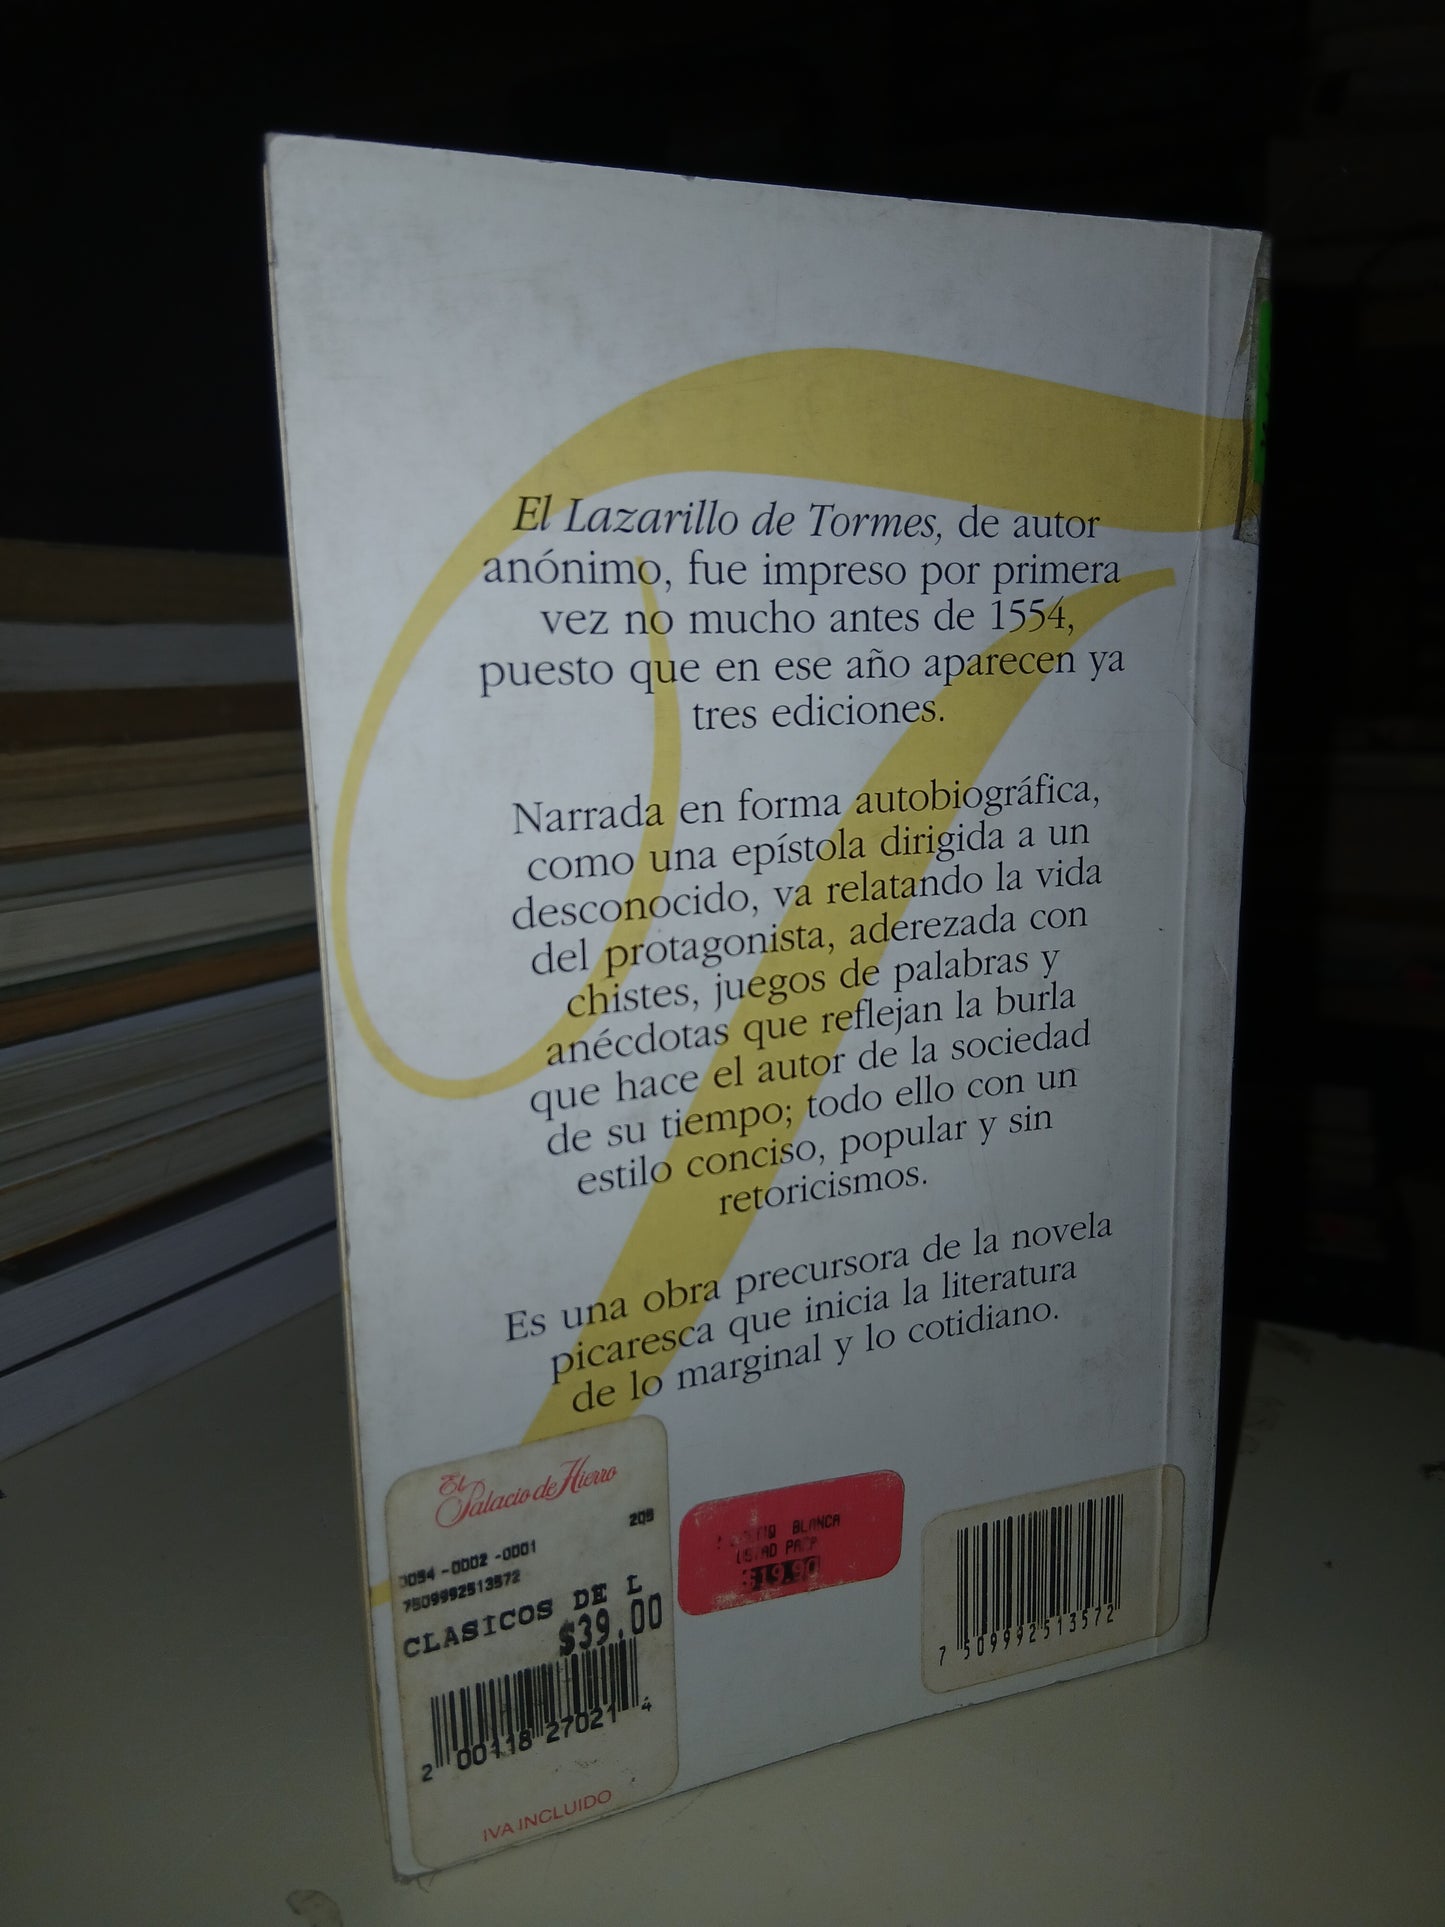 El Lazarillo de Tormes, de autor
anónimo, fue impreso por primera
vez no mucho antes de 1554,
puesto que en ese año aparecen ya
tres ediciones.
Narrada en forma autobiográfica,
como una epístola dirigida a un
desconocido, va relatando la vida
del protagonista, aderezada con
chistes, juegos de palabras y
anécdotas que reflejan la burla
que hace el autor de la sociedad
de su tiempo; todo ello con un
estilo conciso, popular y sin
retoricismos.
Es una obra precursora de la novela
picaresca que inicia la literatura
de lo marginal y lo cotidiano.
El
Palacio de Hierro
209
0094-0002-0001
7509992513572
CLASICOS DE L
$39.00
2 00118 27021 4
IVA INCLUIDO
BLANCA
$19.90
7 509992513572